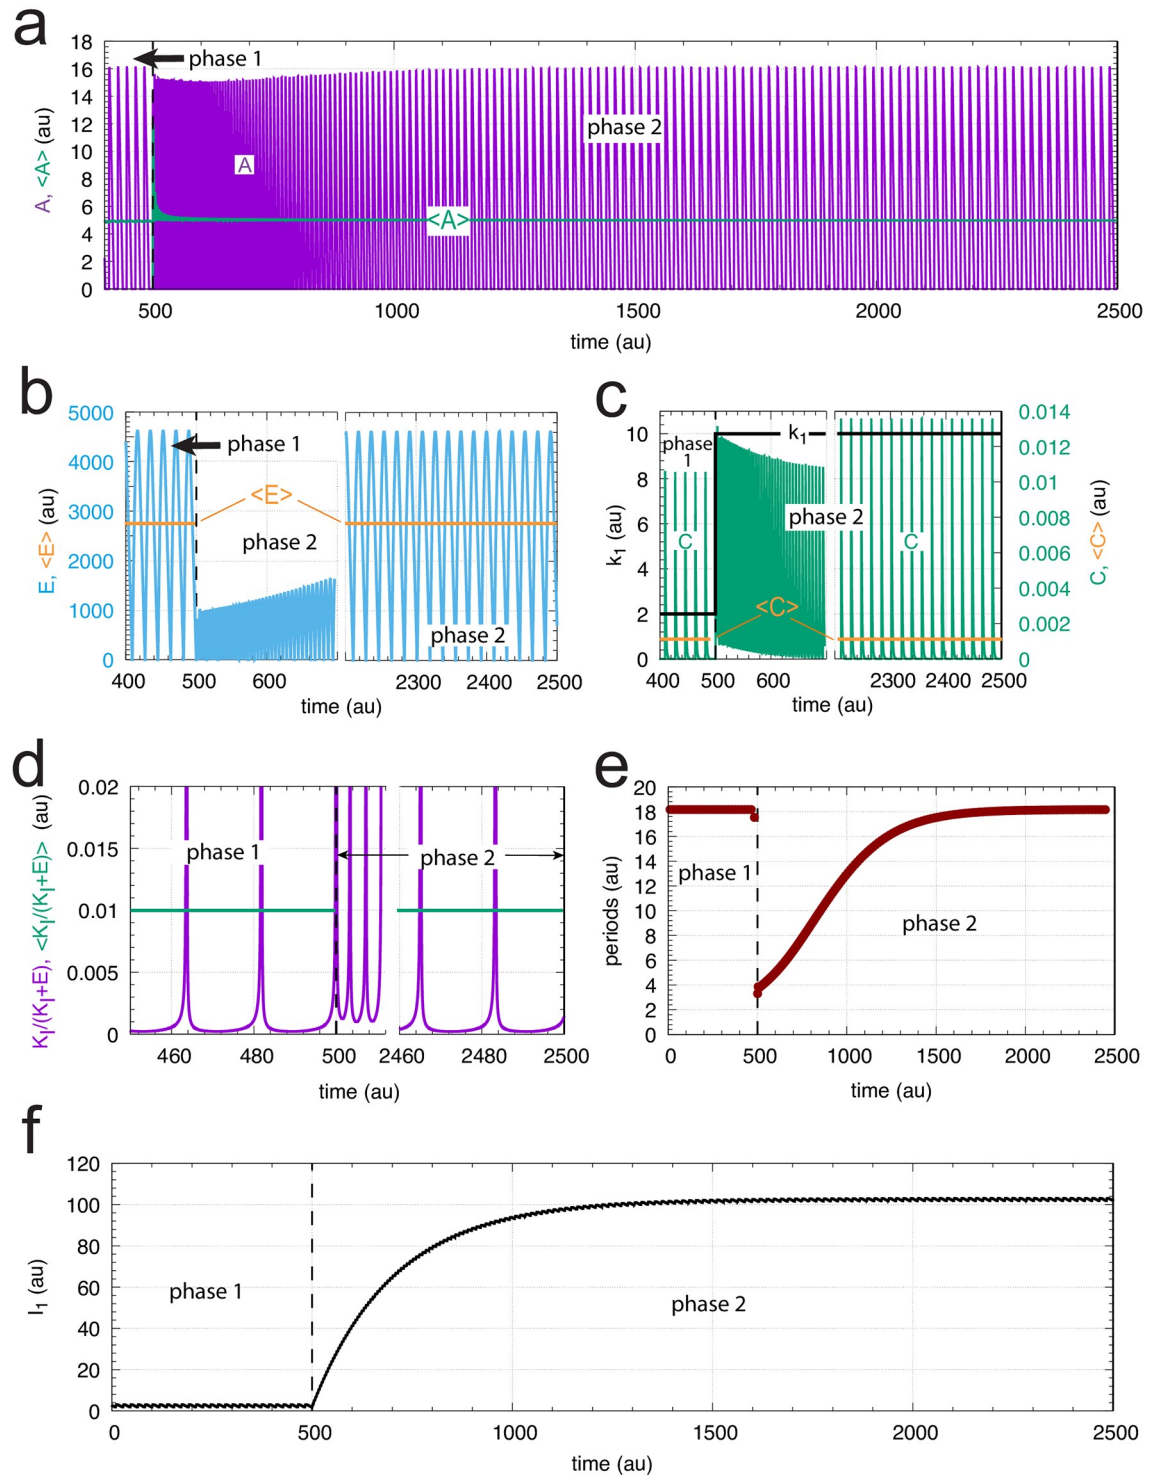 a
18
16
14
12
10
8
6
4
2
0
A, <A> (au)
phase 1
phase 2
A
<A>
500
1000
1500
2000
2500
time (au)
b
5000
4000
3000
2000
1000
0
E, <E> (au)
phase 1
<E>
phase 2
phase 2
400
500
600
2300
2400
2500
time (au)
c
10
8
6
4
2
0
k1 (au)
0.014
0.012
0.01
0.008
0.006
0.004
0.002
0
C, <C> (au)
phase
1
k1
phase 2
C
C
<C>
400
500
600
2300
2400
2500
time (au)
d
0.02
0.015
0.01
0.005
0
KI/(KI+E), <KI/(KI+E)> (au)
phase 1
phase 2
460
480
500
2460
2480
2500
time (au)
e
20
18
16
14
12
10
8
6
4
2
0
periods (au)
phase 1
phase 2
0
500
1000
1500
2000
2500
time (au)
f
120
100
80
60
40
20
0
I1 (au)
phase 1
phase 2
0
500
1000
1500
2000
2500
time (au)